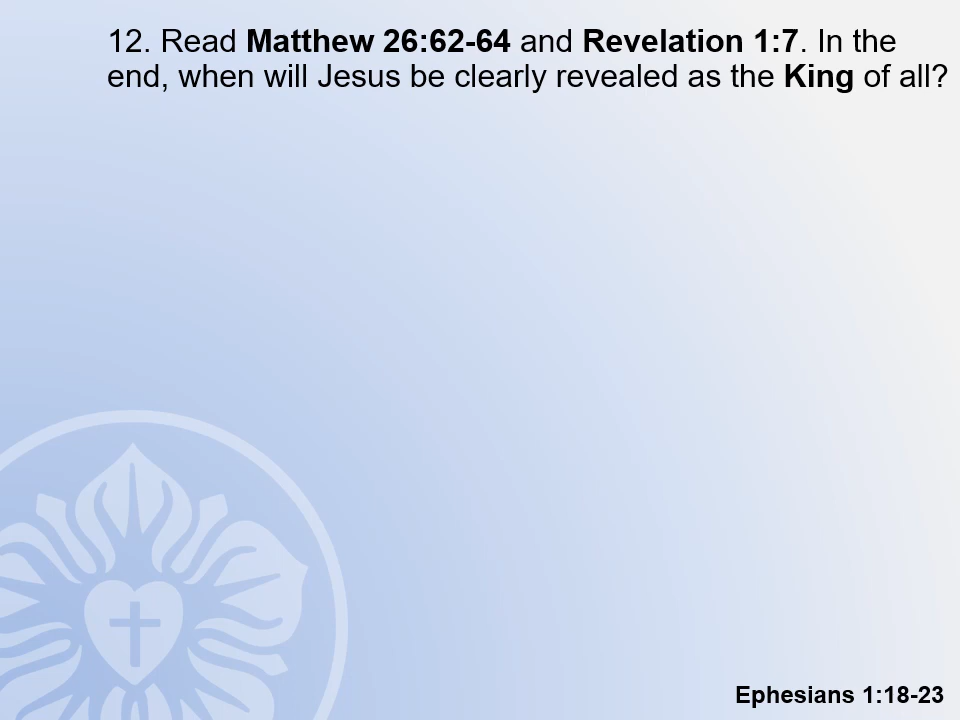 12. Read Matthew 26:62-64 and Revelation 1:7. In the
end, when will Jesus be clearly revealed as the King of all?
Ephesians 1:18-23